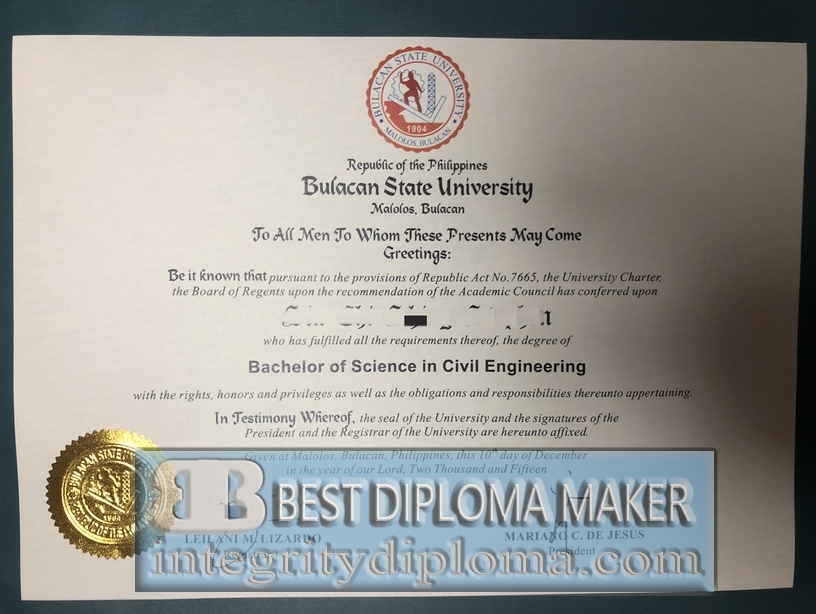 BULACAN STATE UNIVERSITY
1904
MALOLOS, BULACAN
Republic of the Philippines
Bulacan State University
Malolos, Bulacan
To All Men To Whom These Presents May Come
Greetings:
Be it known that pursuant to the provisions of Republic Act No. 7665, the University Charter,
the Board of Regents upon the recommendation of the Academic Council has conferred upon
who has fulfilled all the requirements thereof, the degree of
Bachelor of Science in Civil Engineering
with the rights, honors and privileges as well as the obligations and responsibilities thereunto appertaining.
In Testimony Whereof, the seal of the University and the signatures of the
President and the Registrar of the University are hereunto affixed.
Given at Malolos, Bulacan, Philippines, this 10th day of December
in the year of our Lord, Two Thousand and Fifteen
B BEST DIPLOMA MAKER
LEILANI M. LIZARDO
MARIANO C. DE JESUS
Registrar
President
integritydiploma.com
1904